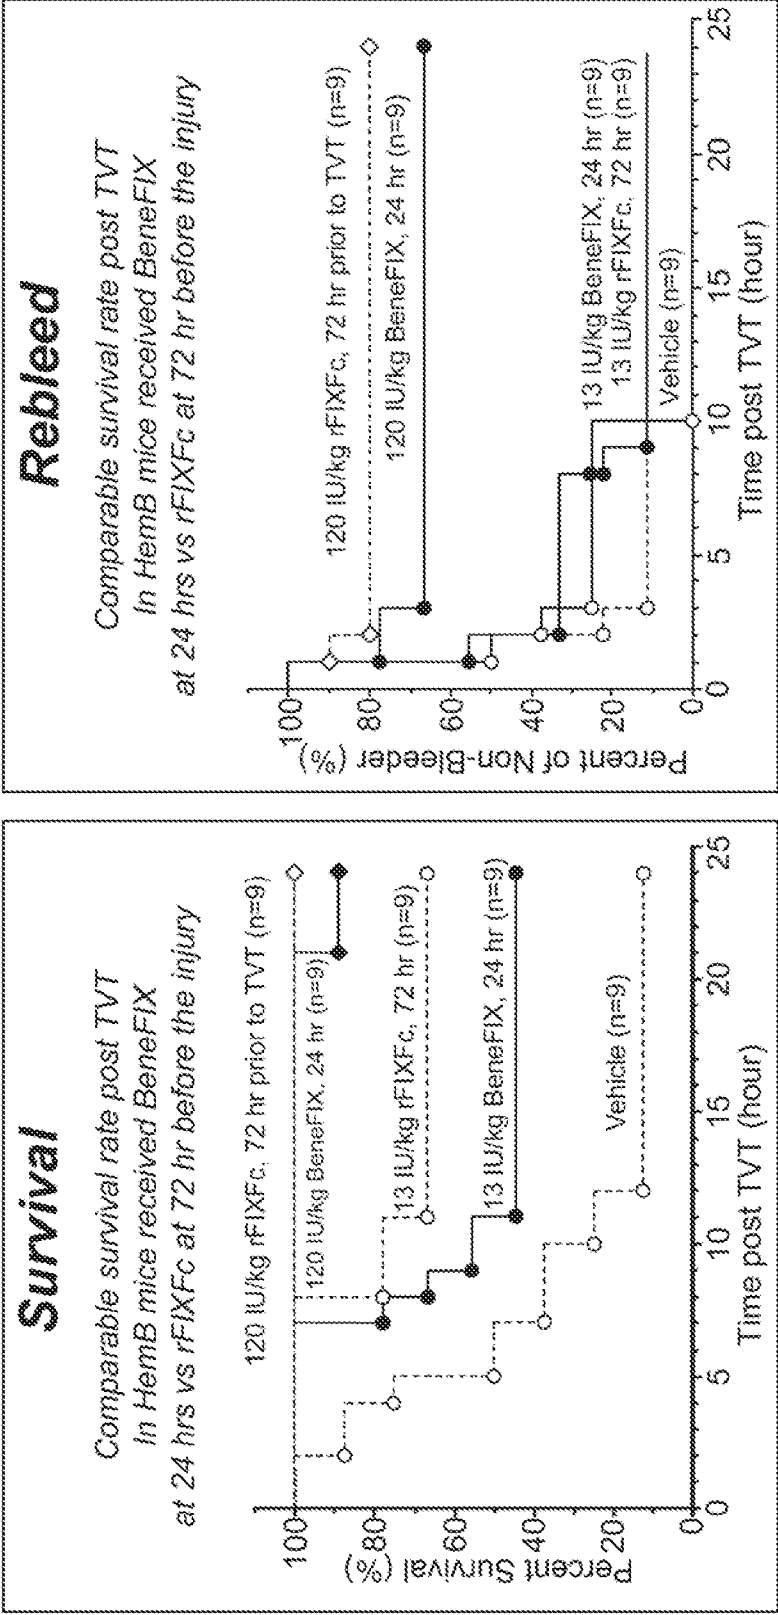 Survival
Comparable survival rate post TVT
In HemB mice received BeneFIX
at 24 hrs vs rFIXFc at 72 hr before the injury
120 IU/kg rFIXFc, 72 hr prior to TVT (n=9)
120 IU/kg BeneFIX, 24 hr (n=9)
13 IU/kg rFIXFc, 72 hr (n=9)
13 IU/kg BeneFIX, 24 hr (n=9)
Vehicle (n=9)
Percent Survival (%)
100
80
60
40
20
0
0 5 10 15 20 25
Time post TVT (hour)
Rebleed
Comparable survival rate post TVT
In HemB mice received BeneFIX
at 24 hrs vs rFIXFc at 72 hr before the injury
120 IU/kg rFIXFc, 72 hr prior to TVT (n=9)
120 IU/kg BeneFIX, 24 hr (n=9)
13 IU/kg BeneFIX, 24 hr (n=9)
13 IU/kg rFIXFc, 72 hr (n=9)
Vehicle (n=9)
Percent of Non-Bleeder (%)
100
80
60
40
20
0
0 5 10 15 20 25
Time post TVT (hour)